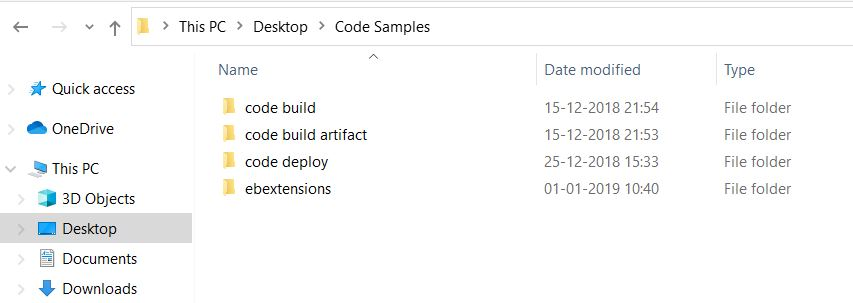 This PC Desktop Code Samples
Name Date modified Type
Quick access
OneDrive
This PC
3D Objects
Desktop
Documents
Downloads
code build 15-12-2018 21:54 File folder
code build artifact 15-12-2018 21:53 File folder
code deploy 25-12-2018 15:33 File folder
ebextensions 01-01-2019 10:40 File folder